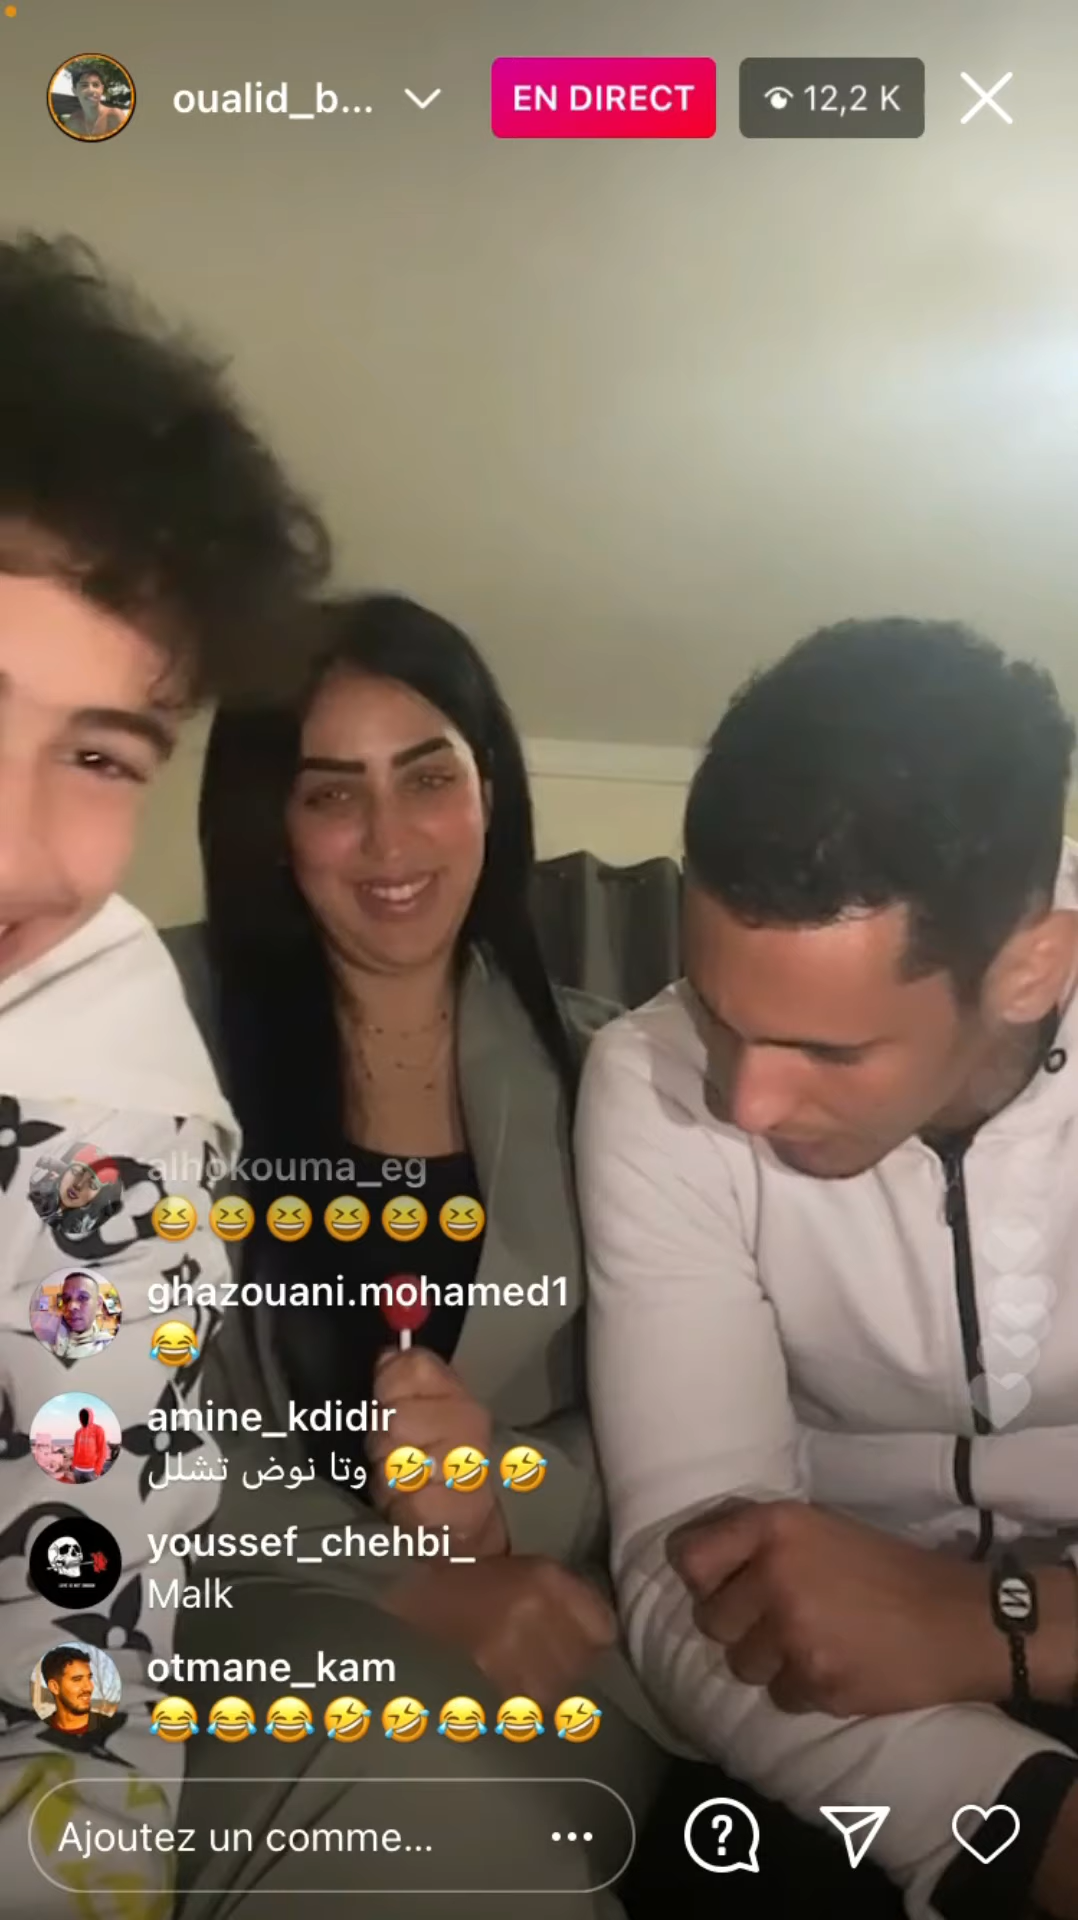 oualid_b...
EN DIRECT
12,2 K
alhokouma_eg
😆😆😆😆😆😆
ghazouani.mohamed1
😂
amine_kdidir
وتا نوض تشلل 🤣🤣🤣
youssef_chehbi_
Malk
otmane_kam
😂😂😂🤣🤣😂😂🤣
Ajoutez un comme...